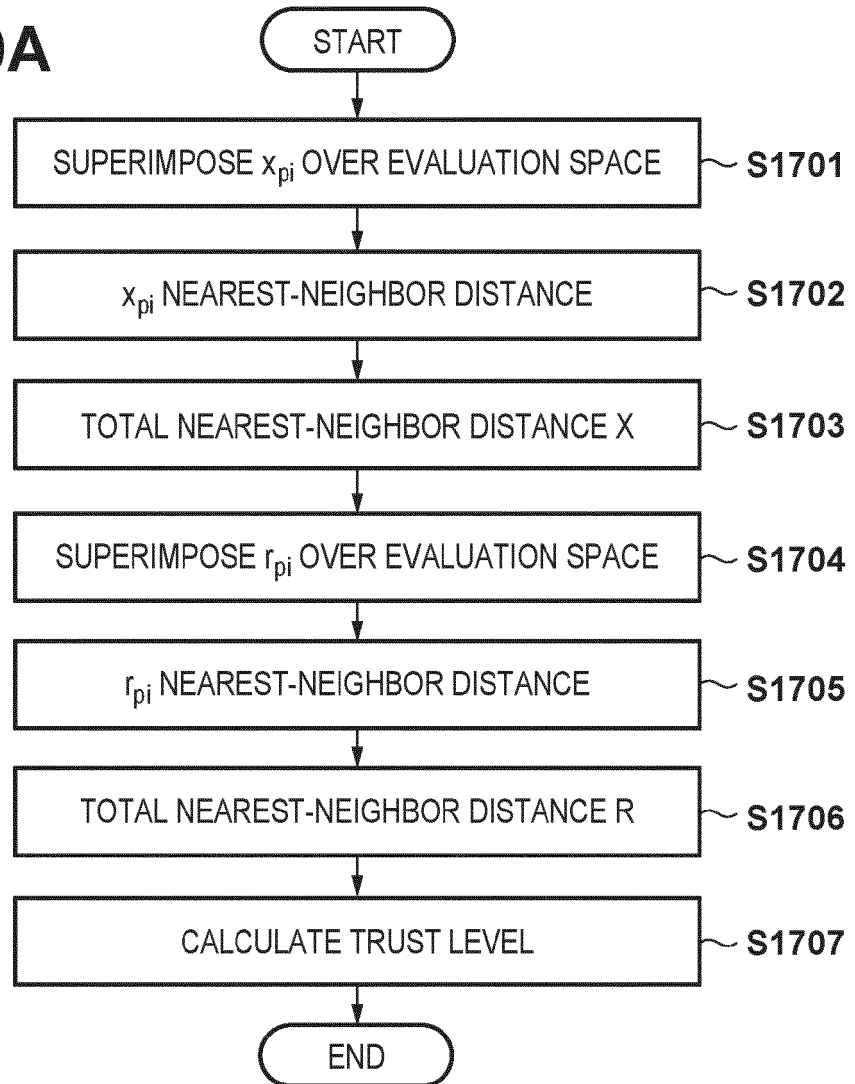 START
SUPERIMPOSE xpi OVER EVALUATION SPACE
S1701
xpi NEAREST-NEIGHBOR DISTANCE
S1702
TOTAL NEAREST-NEIGHBOR DISTANCE X
S1703
SUPERIMPOSE rpi OVER EVALUATION SPACE
S1704
rpi NEAREST-NEIGHBOR DISTANCE
S1705
TOTAL NEAREST-NEIGHBOR DISTANCE R
S1706
CALCULATE TRUST LEVEL
S1707
END